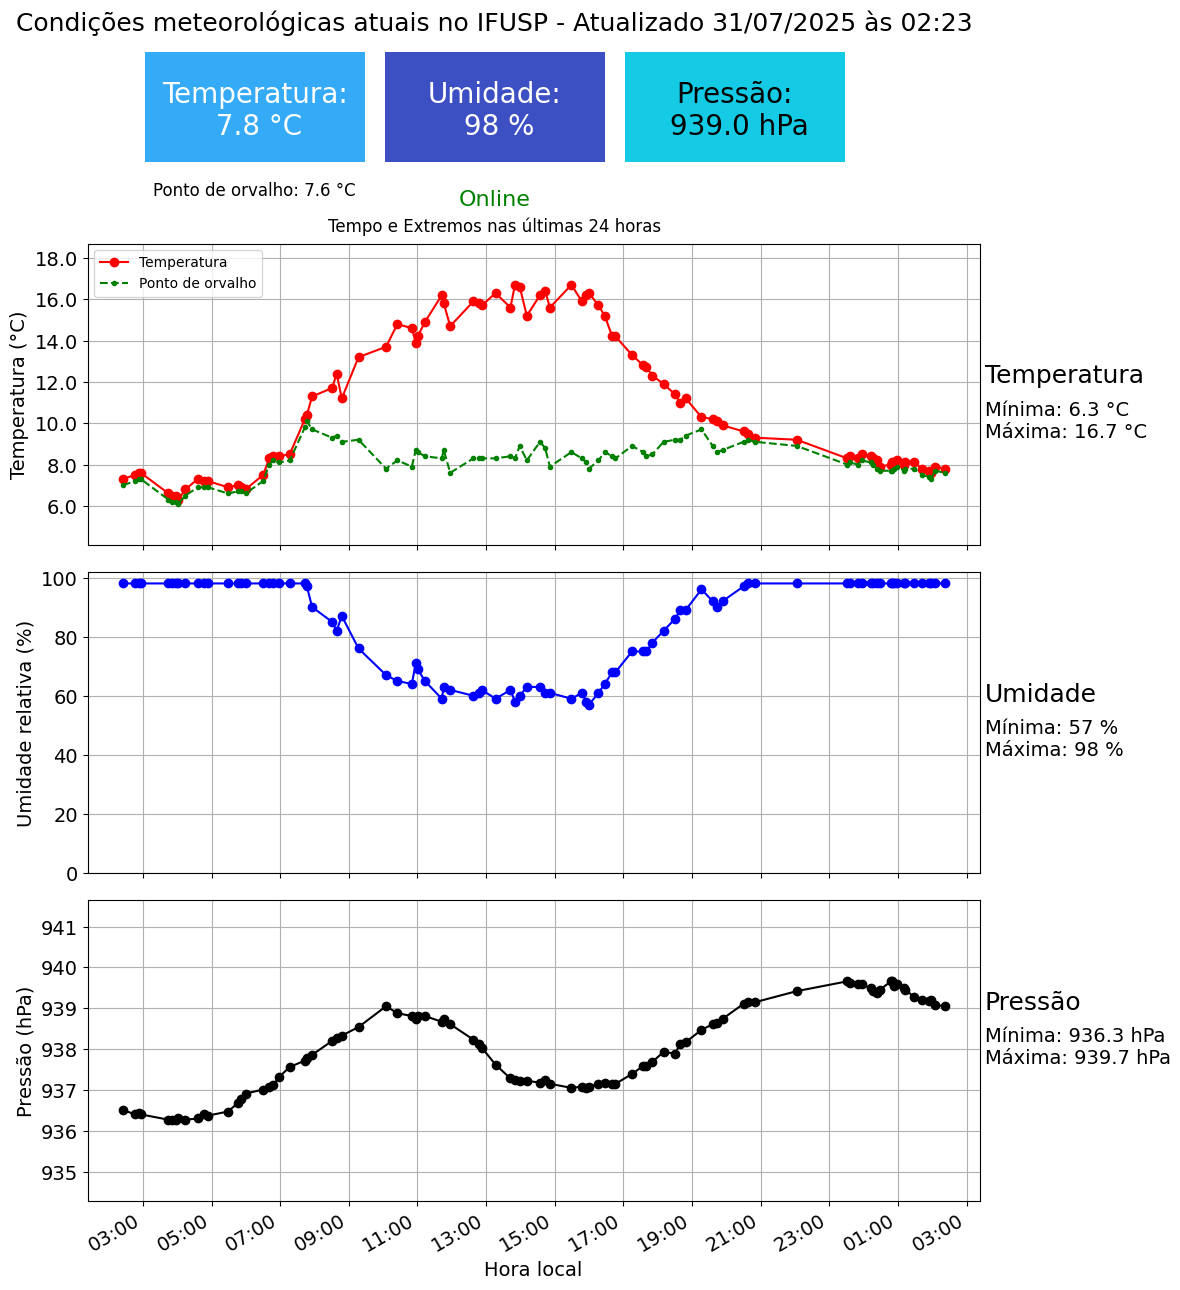 Condições meteorológicas atuais no IFUSP - Atualizado 31/07/2025 às 02:23
Temperatura:
7.8 °C
Umidade:
98 %
Pressão:
939.0 hPa
Ponto de orvalho: 7.6 °C
Online
Tempo e Extremos nas últimas 24 horas
Temperatura
Ponto de orvalho
18.0
16.0
14.0
12.0
10.0
8.0
6.0
Temperatura (°C)
Temperatura
Mínima: 6.3 °C
Máxima: 16.7 °C
100
80
60
40
20
0
Umidade relativa (%)
Umidade
Mínima: 57 %
Máxima: 98 %
941
940
939
938
937
936
935
Pressão (hPa)
Pressão
Mínima: 936.3 hPa
Máxima: 939.7 hPa
03:00
05:00
07:00
09:00
11:00
13:00
15:00
17:00
19:00
21:00
23:00
01:00
03:00
Hora local